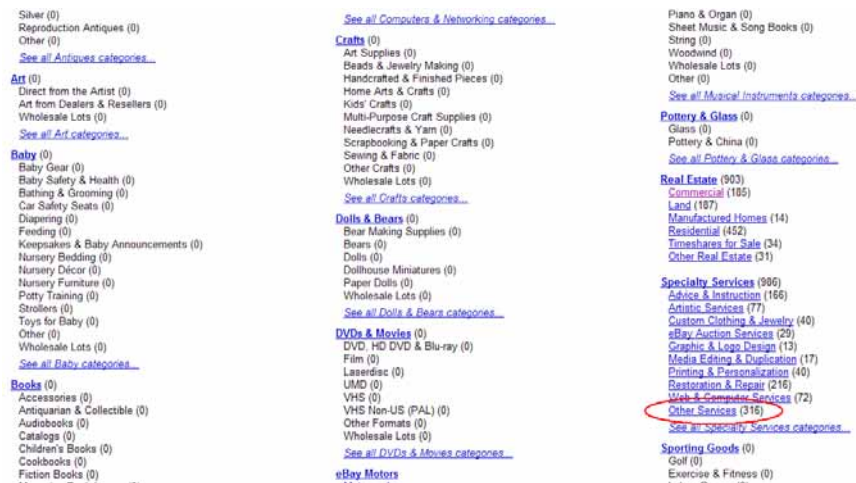 Silver (0)
Reproduction Antiques (0)
Other (0)
See all Antiques categories...
Art (0)
Direct from the Artist (0)
Art from Dealers & Resellers (0)
Wholesale Lots (0)
See all Art categories...
Baby (0)
Baby Gear (0)
Baby Safety & Health (0)
Bathing & Grooming (0)
Car Safety Seats (0)
Diapering (0)
Feeding (0)
Keepsakes & Baby Announcements (0)
Nursery Bedding (0)
Nursery Décor (0)
Nursery Furniture (0)
Potty Training (0)
Strollers (0)
Toys for Baby (0)
Other (0)
Wholesale Lots (0)
See all Baby categories...
Books (0)
Accessories (0)
Antiquarian & Collectible (0)
Audiobooks (0)
Catalogs (0)
Children's Books (0)
Cookbooks (0)
Fiction Books (0)
See all Computers & Networking categories...
Crafts (0)
Art Supplies (0)
Beads & Jewelry Making (0)
Handcrafted & Finished Pieces (0)
Home Arts & Crafts (0)
Kids' Crafts (0)
Multi-Purpose Craft Supplies (0)
Needlecrafts & Yarn (0)
Scrapbooking & Paper Crafts (0)
Sewing & Fabric (0)
Other Crafts (0)
Wholesale Lots (0)
See all Crafts categories...
Dolls & Bears (0)
Bear Making Supplies (0)
Bears (0)
Dolls (0)
Dollhouse Miniatures (0)
Paper Dolls (0)
Wholesale Lots (0)
See all Dolls & Bears categories...
DVDs & Movies (0)
DVD, HD DVD & Blu-ray (0)
Film (0)
Laserdisc (0)
UMD (0)
VHS (0)
VHS Non-US (PAL) (0)
Other Formats (0)
Wholesale Lots (0)
See all DVDs & Movies categories...
eBay Motors
Piano & Organ (0)
Sheet Music & Song Books (0)
String (0)
Woodwind (0)
Wholesale Lots (0)
Other (0)
See all Musical Instruments categories...
Pottery & Glass (0)
Glass (0)
Pottery & China (0)
See all Pottery & Glass categories...
Real Estate (903)
Commercial (185)
Land (187)
Manufactured Homes (14)
Residential (452)
Timeshares for Sale (34)
Other Real Estate (31)
Specialty Services (986)
Advice & Instruction (166)
Artistic Services (77)
Custom Clothing & Jewelry (40)
eBay Auction Services (29)
Graphic & Logo Design (13)
Media Editing & Duplication (17)
Printing & Personalization (40)
Restoration & Repair (216)
Web & Computer Services (72)
Other Services (316)
See all Specialty Services categories...
Sporting Goods (0)
Golf (0)
Exercise & Fitness (0)